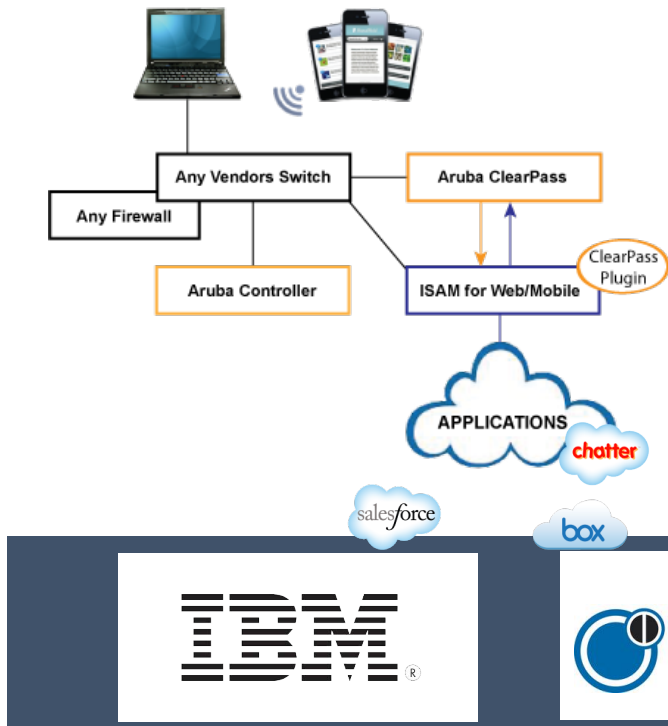 Any Vendors Switch
Aruba ClearPass
Any Firewall
ClearPass
Plugin
Aruba Controller
ISAM for Web/Mobile
APPLICATIONS
chatter
salesforce
box
IBM
®